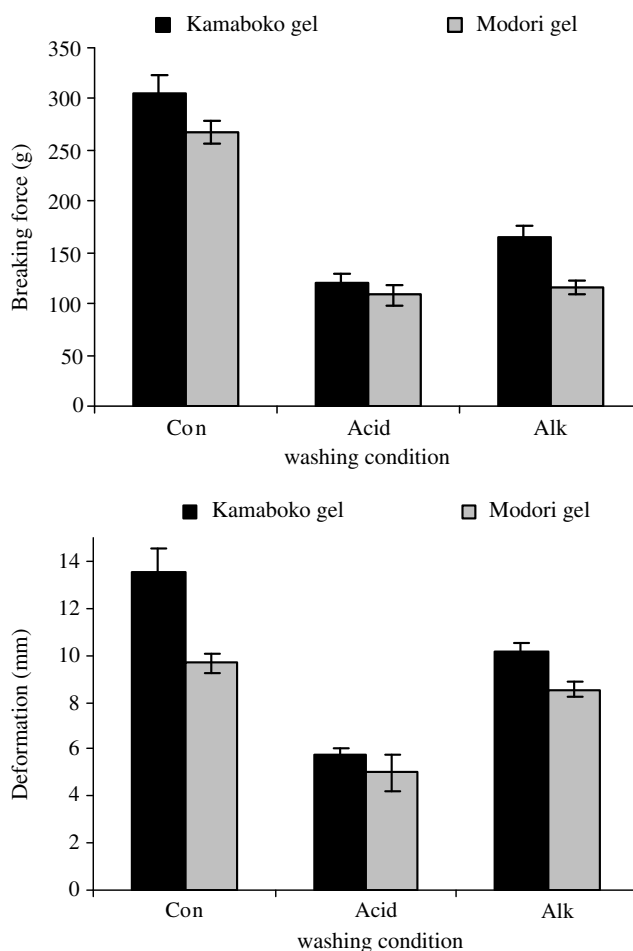 Kamaboko gel Modori gel
350
300
250
200
150
100
50
0
Breaking force (g)
Con Acid Alk
washing condition
Kamaboko gel Modori gel
14
12
10
8
6
4
2
0
Deformation (mm)
Con Acid Alk
washing condition